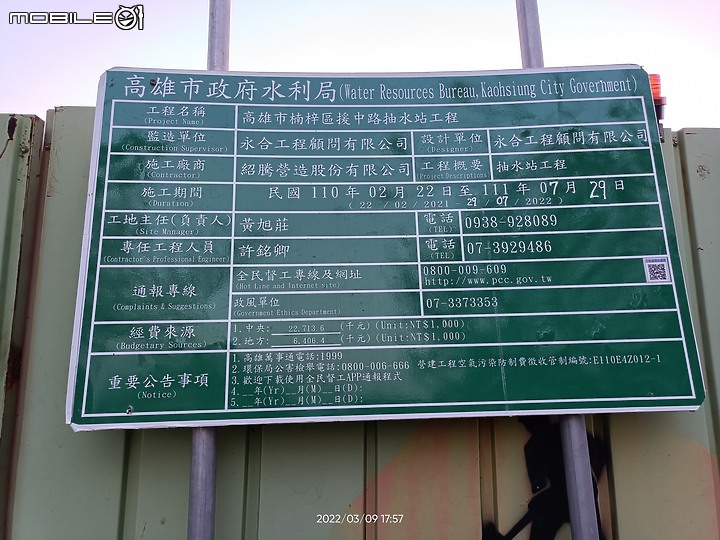 MOBILE01
高雄市政府水利局(Water Resources Bureau,Kaohsiung City Government)
工程名稱 高雄市楠梓區援中路抽水站工程
(Project Name)
監造單位 永合工程顧問有限公司 設計單位 永合工程顧問有限公司
(Construction Supervisor) (Designer)
施工廠商 紹騰營造股份有限公司 工程概要 抽水站工程
(Contractor) (Project Descriptions)
施工期間 民國 110 年 02 月 22 日至 111 年 07 月 29 日
(Duration) ( 22 / 02 / 2021 - 29 / 07 / 2022 )
工地主任(負責人) 黃旭莊 電話 0938-928089
(Site Manager) (TEL)
專任工程人員 許銘卿 電話 07-3929486
(Contractor's Professional Engineer) (TEL)
通報專線
(Complaints & Suggestions)
全民督工專線及網址 0800-009-609
(Hot Line and Internet site) http://www.pcc.gov.tw
政風單位 07-3373353
(Government Ethics Department)
經費來源
(Budgetary Sources)
1.中央: 22,713.6 (千元)(Unit:NT$1,000)
2.地方: 6,406.4 (千元)(Unit:NT$1,000)
重要公告事項
(Notice)
1.高雄萬事通電話:1999
2.環保局公害檢舉電話:0800-006-666 營建工程空氣污染防制費徵收管制編號:E110E4Z012-1
3.歡迎下載使用全民督工APP通報程式
4.__年(Yr)__月(M)__日(D):
5.__年(Yr)__月(M)__日(D):
2022/03/09 17:57